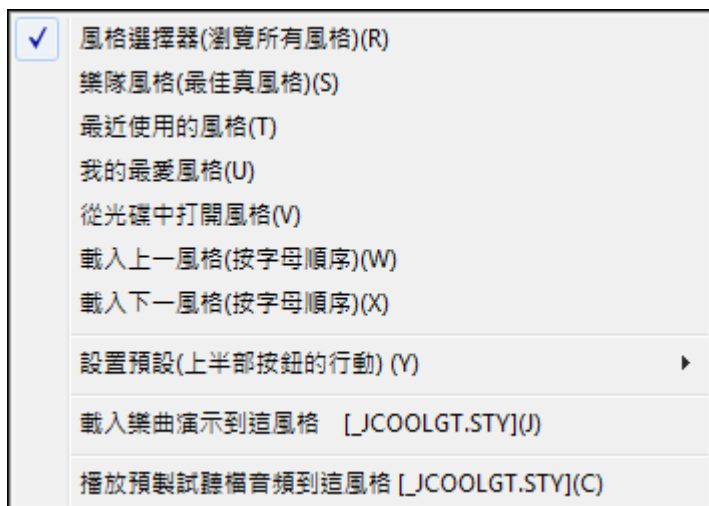 風格選擇器(瀏覽所有風格)(R)
樂隊風格(最佳真風格)(S)
最近使用的風格(T)
我的最愛風格(U)
從光碟中打開風格(V)
載入上一風格(按字母順序)(W)
載入下一風格(按字母順序)(X)
設置預設(上半部按鈕的行動) (Y)
載入樂曲演示到這風格 [_JCOOLGT.STY](J)
播放預製試聽檔音頻到這風格 [_JCOOLGT.STY](C)